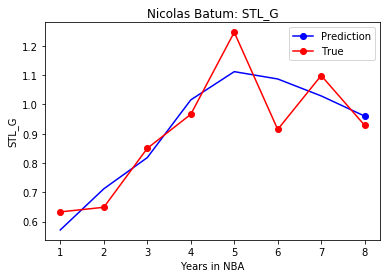 Nicolas Batum: STL_G
Prediction
True
STL_G
1.2
1.1
1.0
0.9
0.8
0.7
0.6
1 2 3 4 5 6 7 8
Years in NBA